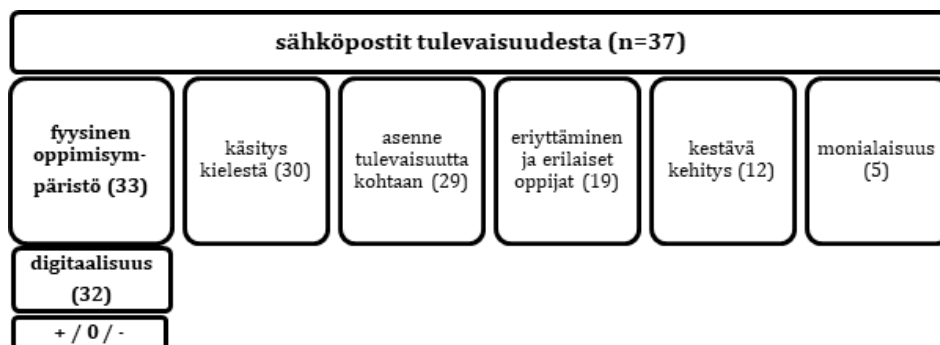 sähköpostit tulevaisuudesta (n=37)
fyysinen
oppimisym-
päristö (33)
käsitys
kielestä (30)
asenne
tulevaisuutta
kohtaan (29)
eriyttäminen
ja erilaiset
oppijat (19)
kestävä
kehitys (12)
monialaisuus
(5)
digitaalisuus
(32)
+ / 0 / -